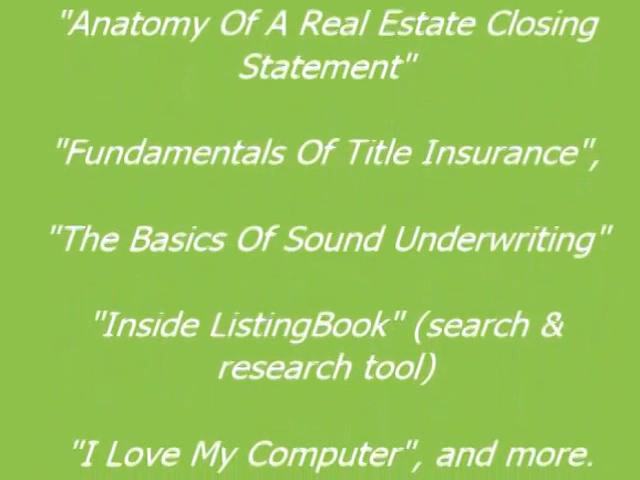 "Anatomy Of A Real Estate Closing
Statement"
"Fundamentals Of Title Insurance",
"The Basics Of Sound Underwriting"
"Inside ListingBook" (search &
research tool)
"I Love My Computer", and more.